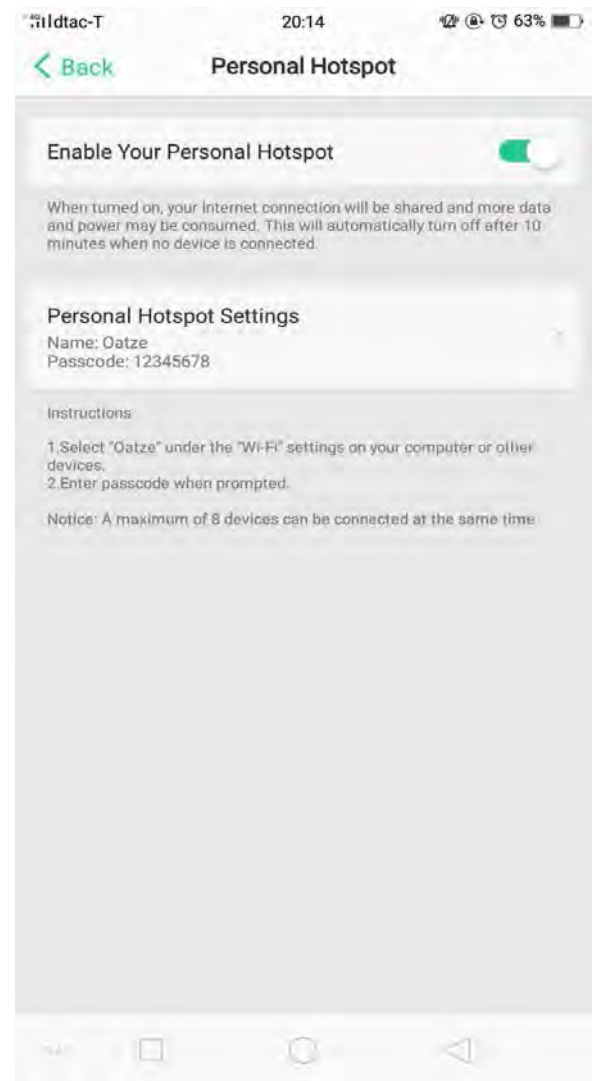 4G dtac-T 20:14 63%
Back Personal Hotspot
Enable Your Personal Hotspot
When turned on, your Internet connection will be shared and more data
and power may be consumed. This will automatically turn off after 10
minutes when no device is connected.
Personal Hotspot Settings
Name: Oatze
Passcode: 12345678
Instructions
1.Select "Oatze" under the "Wi-Fi" settings on your computer or other
devices.
2.Enter passcode when prompted.
Notice: A maximum of 8 devices can be connected at the same time